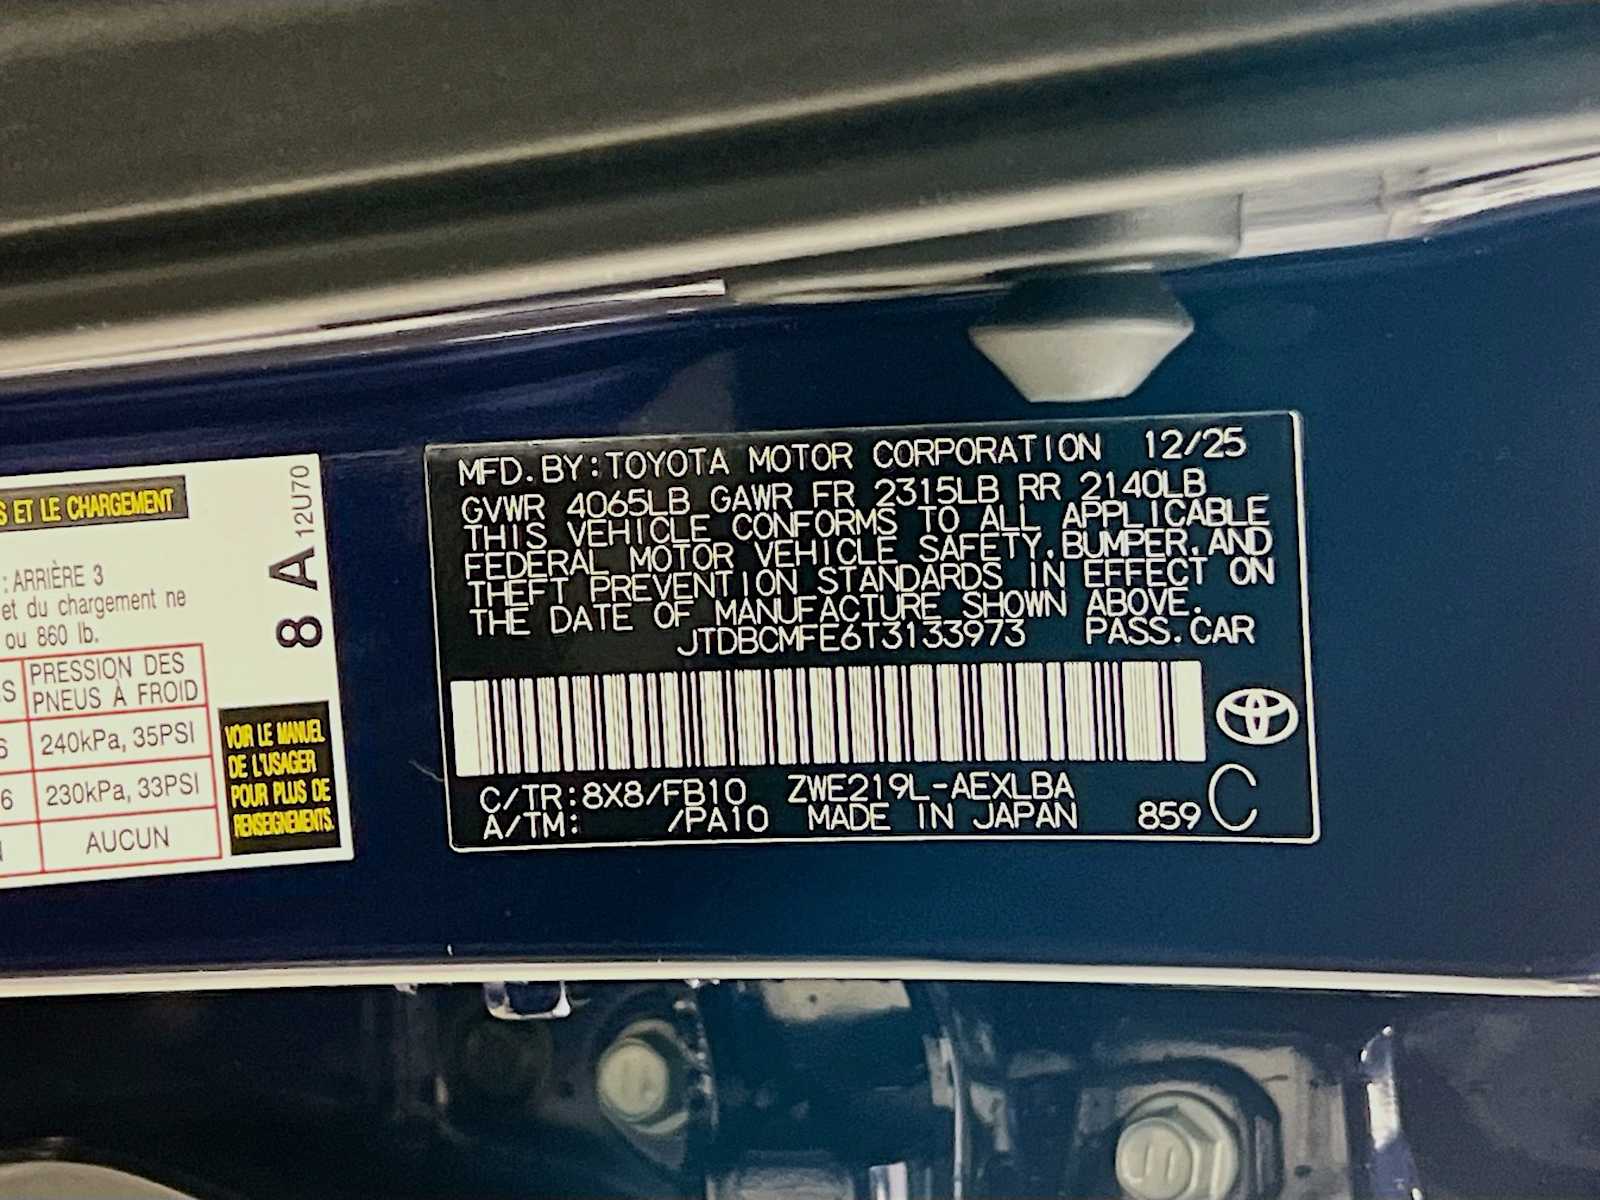 S ET LE CHARGEMENT
: ARRIÈRE 3
et du chargement ne
ou 860 lb.
S PRESSION DES PNEUS À FROID
6 240kPa, 35PSI
6 230kPa, 33PSI
AUCUN
8 A 12U70
VOIR LE MANUEL
DE L'USAGER
POUR PLUS DE
RENSEIGNEMENTS.
MFD. BY: TOYOTA MOTOR CORPORATION 12/25
GVWR 4065LB GAWR FR 2315LB RR 2140LB
THIS VEHICLE CONFORMS TO ALL APPLICABLE
FEDERAL MOTOR VEHICLE SAFETY, BUMPER, AND
THEFT PREVENTION STANDARDS IN EFFECT ON
THE DATE OF MANUFACTURE SHOWN ABOVE.
JTDBCMFE6T3133973 PASS. CAR
C/TR: 8X8/FB10 ZWE219L-AEXLBA
A/TM: /PA10 MADE IN JAPAN 859 C